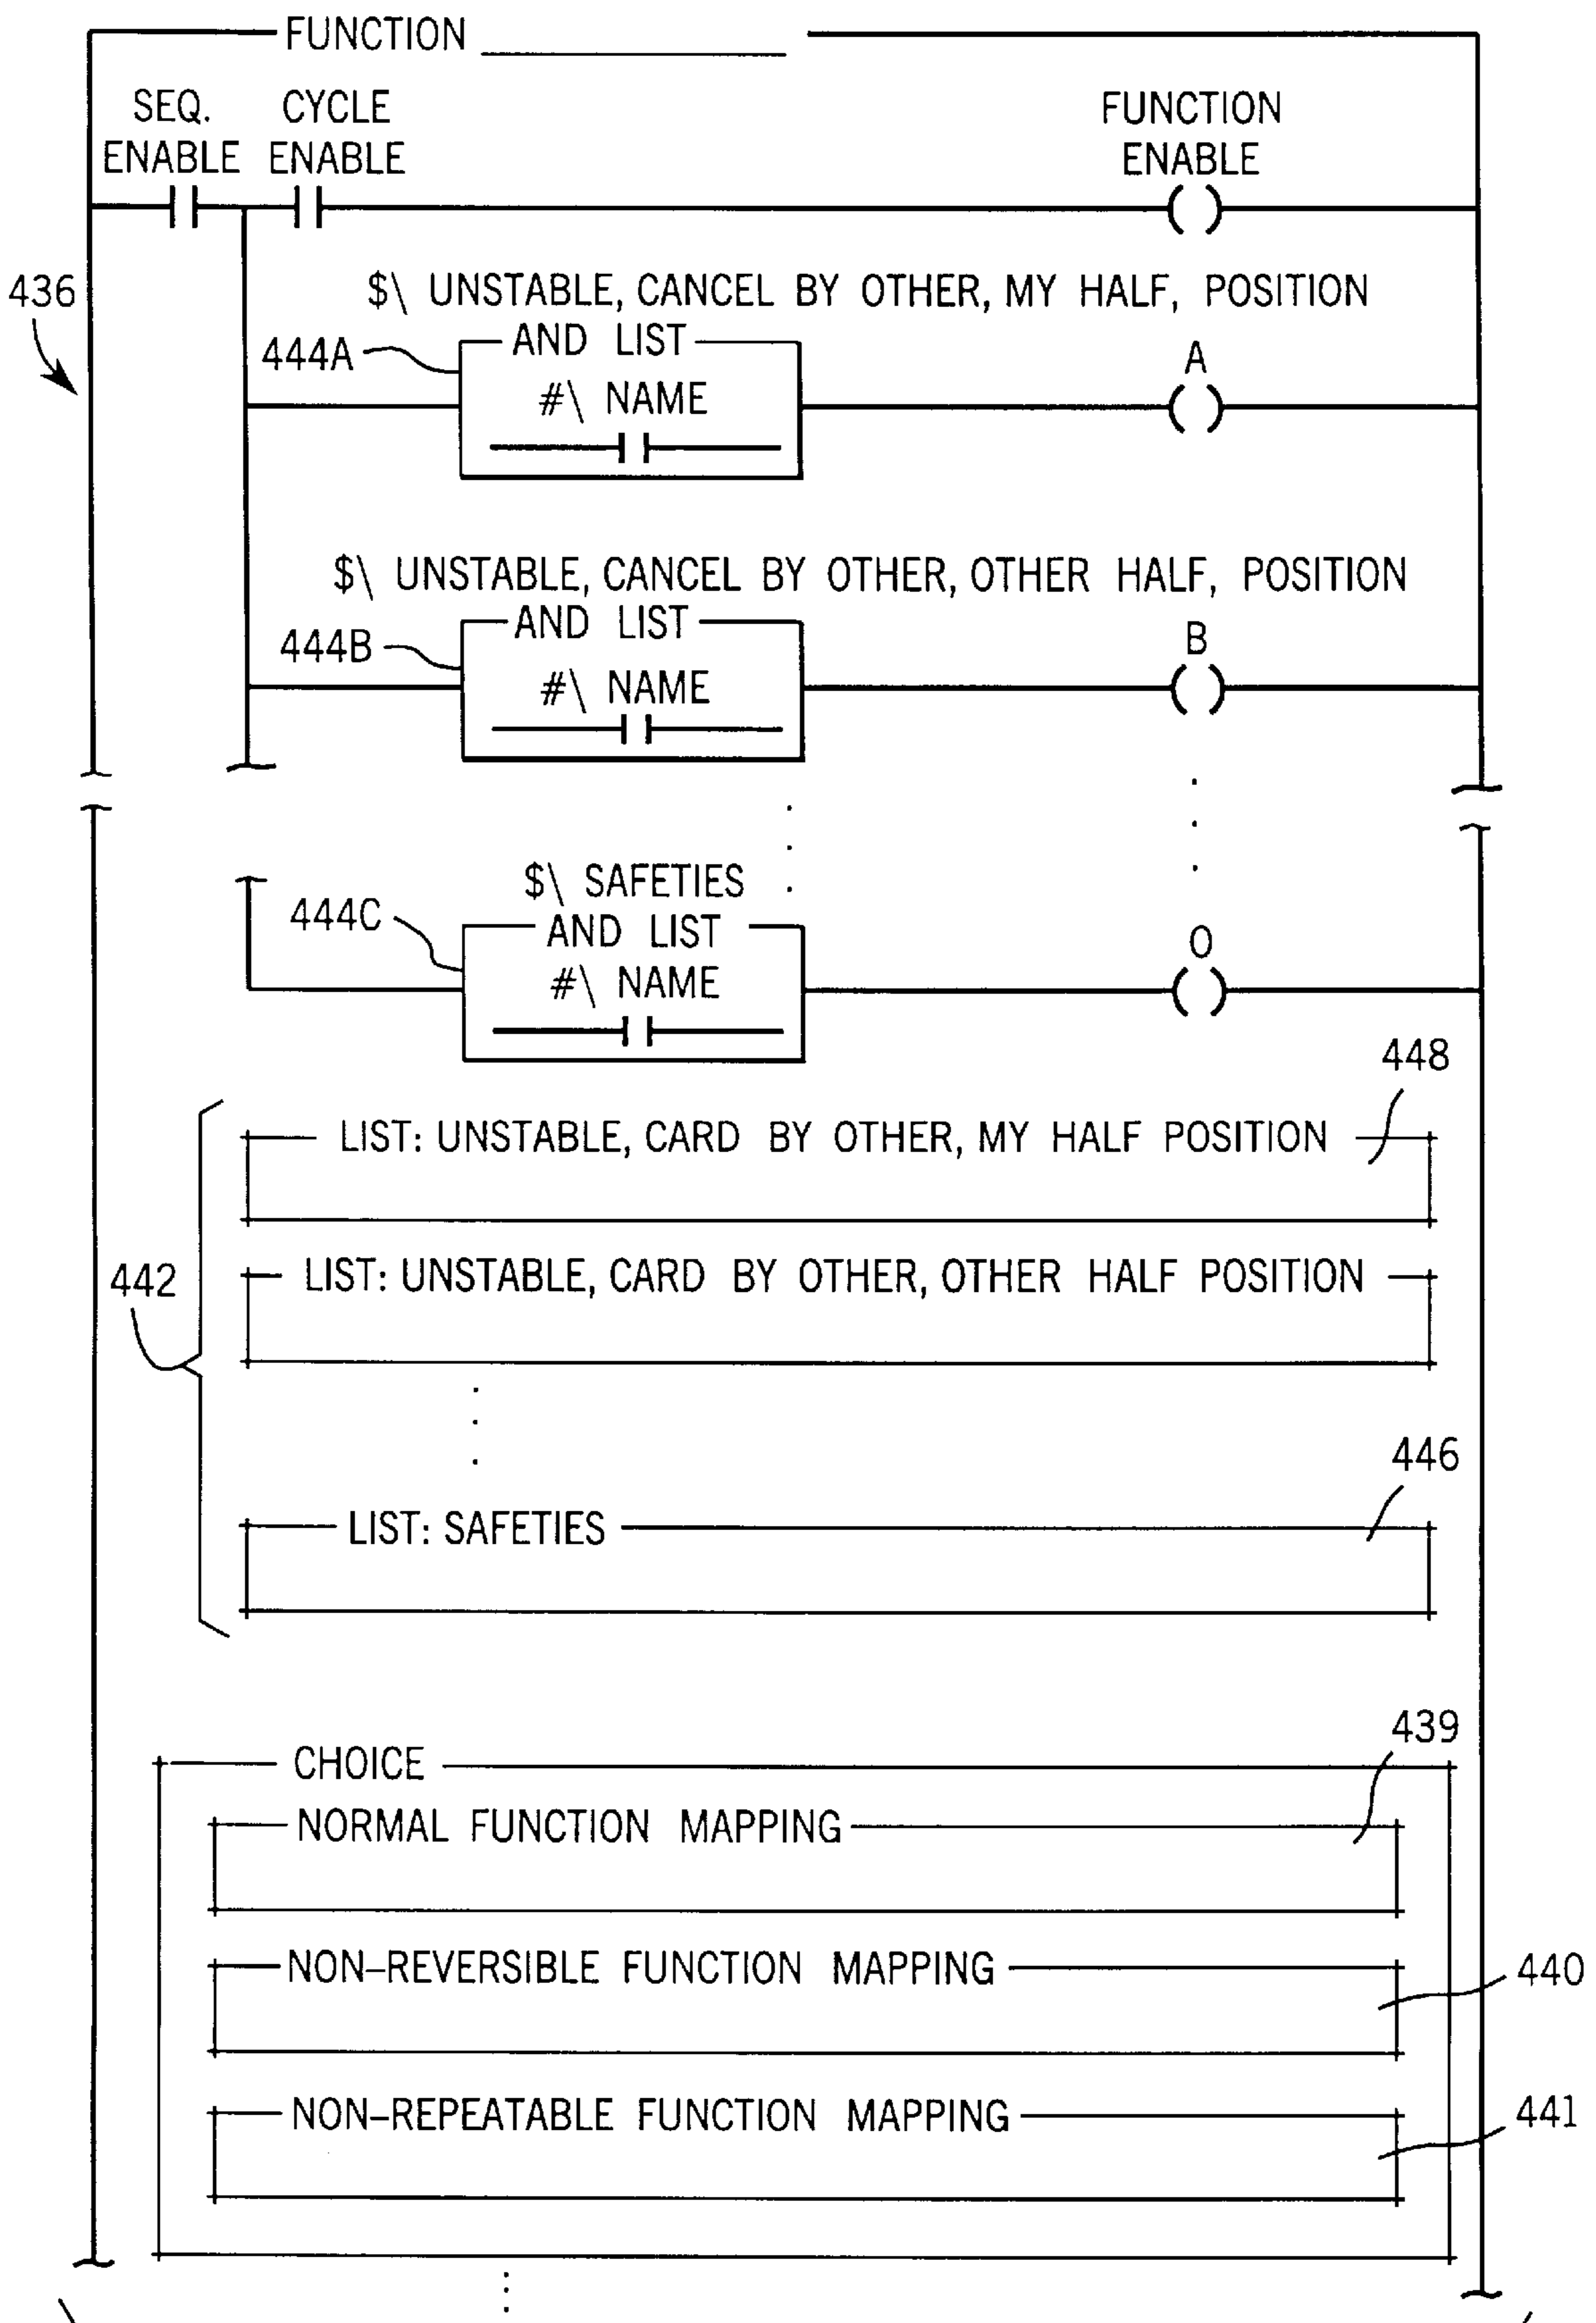 FUNCTION
SEQ. ENABLE
CYCLE ENABLE
FUNCTION ENABLE
436
$\ UNSTABLE, CANCEL BY OTHER, MY HALF, POSITION
444A
AND LIST
#\ NAME
A
$\ UNSTABLE, CANCEL BY OTHER, OTHER HALF, POSITION
444B
AND LIST
#\ NAME
B
$\ SAFETIES
444C
AND LIST
#\ NAME
O
448
LIST: UNSTABLE, CARD BY OTHER, MY HALF POSITION
442
LIST: UNSTABLE, CARD BY OTHER, OTHER HALF POSITION
446
LIST: SAFETIES
439
CHOICE
NORMAL FUNCTION MAPPING
NON-REVERSIBLE FUNCTION MAPPING
440
NON-REPEATABLE FUNCTION MAPPING
441